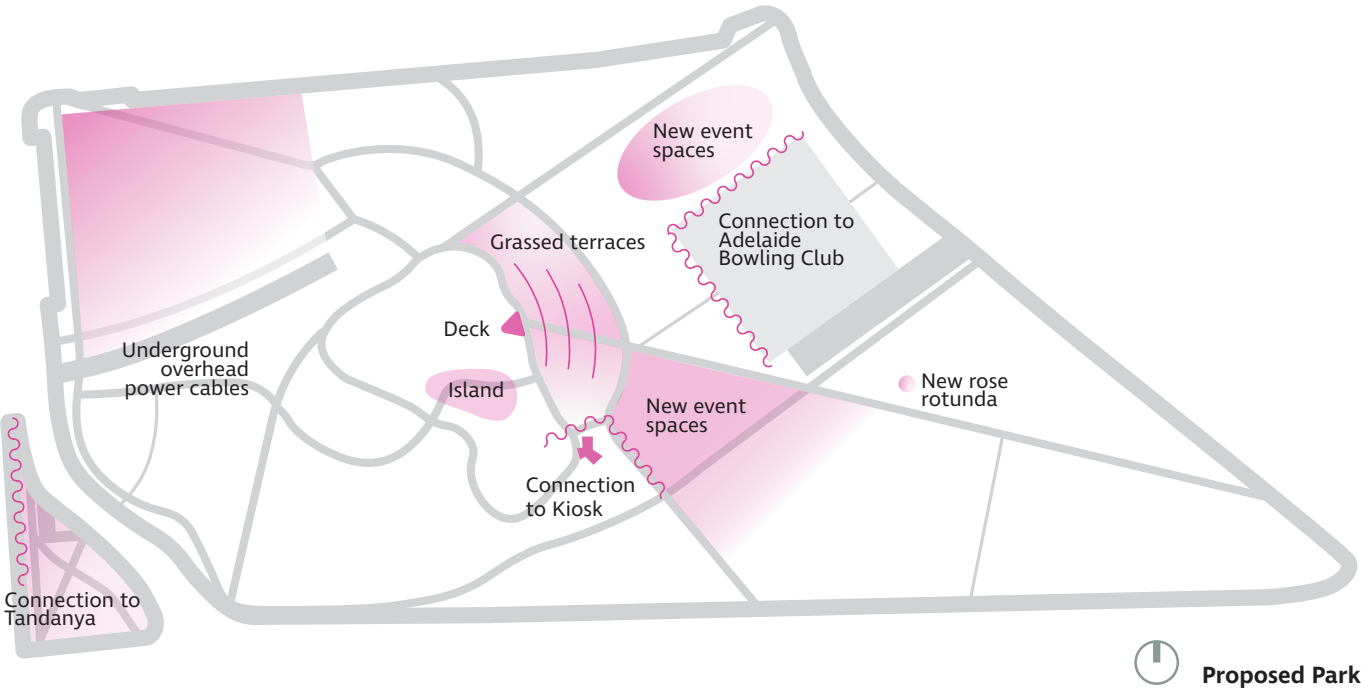 New event
spaces
Connection to
Adelaide
Bowling Club
Grassed terraces
Deck
Underground
overhead
power cables
Island
New event
spaces
New rose
rotunda
Connection
to Kiosk
Connection to
Tandanya
Proposed Park